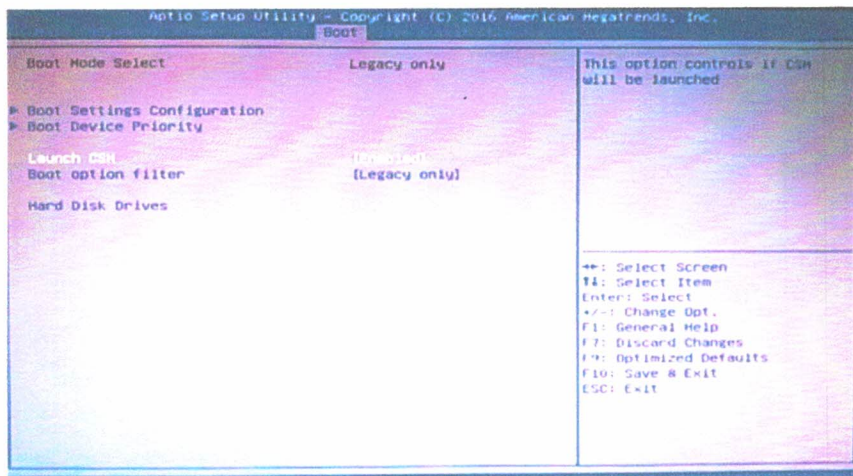 Aptio Setup Utility - Copyright (C) 2016 American Megatrends, Inc.
Boot
Boot Mode Select Legacy only
This option controls if CSM
will be launched
Boot Settings Configuration
Boot Device Priority
Launch CSM [Enabled]
Boot option filter [Legacy only]
Hard Disk Drives
→←: Select Screen
↑↓: Select Item
Enter: Select
+/-: Change Opt.
F1: General Help
F7: Discard Changes
F9: Optimized Defaults
F10: Save & Exit
ESC: Exit